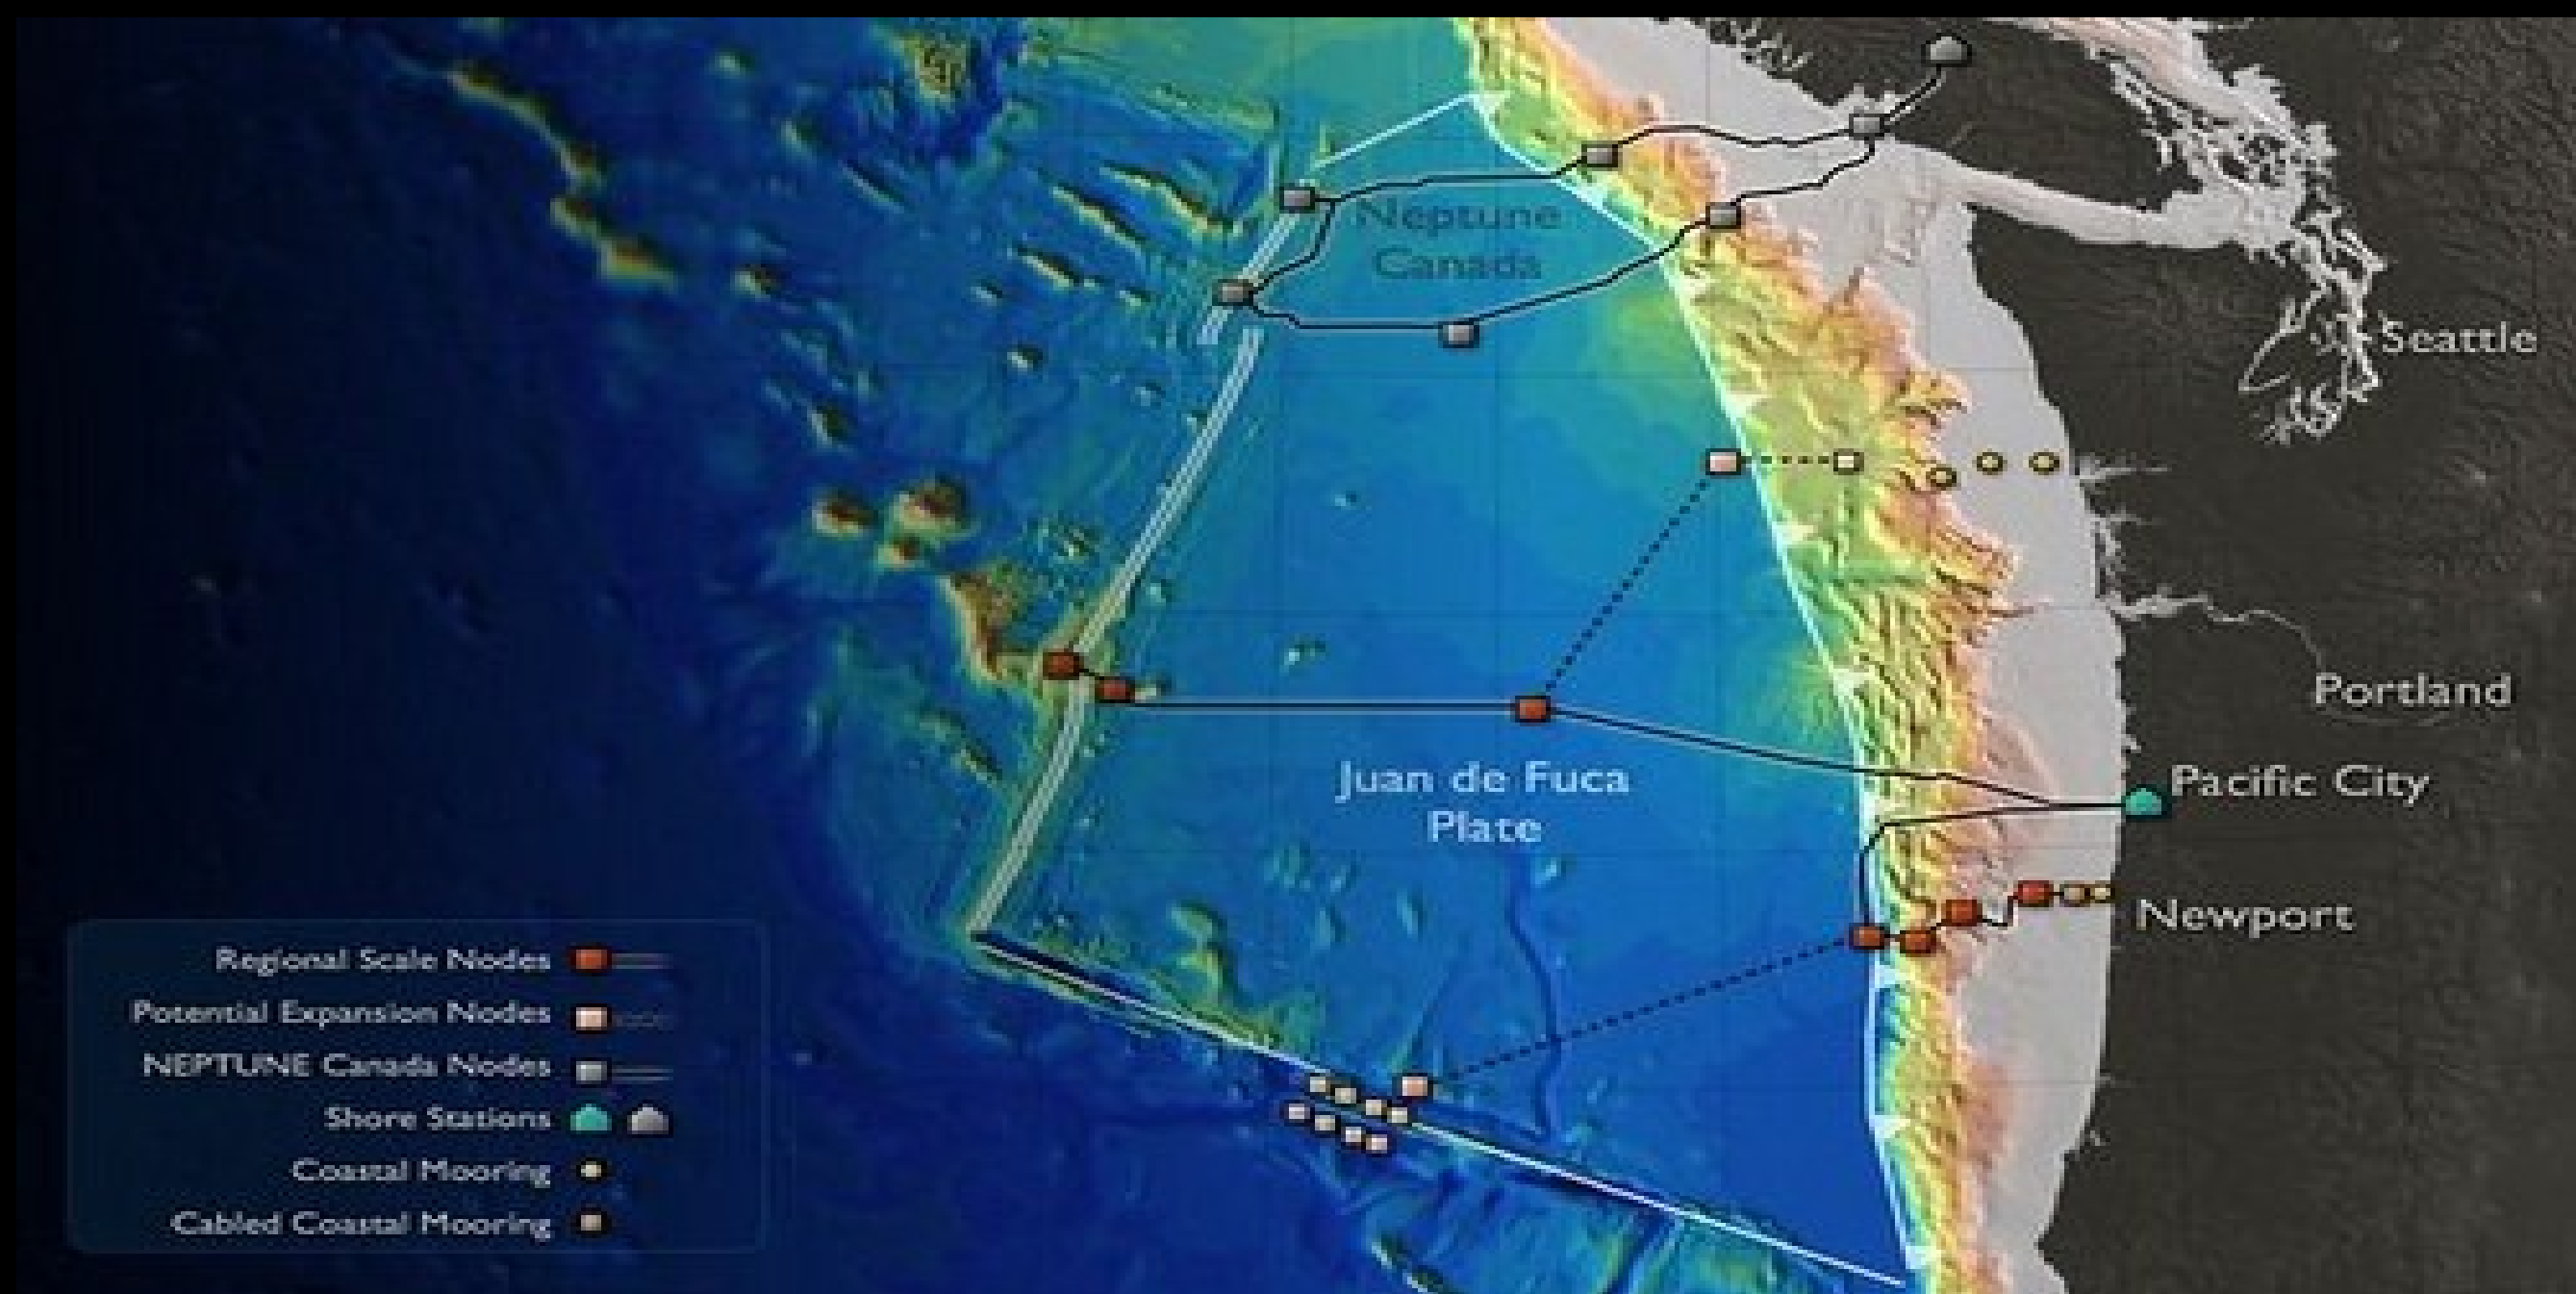 Neptune
Canada
Seattle
Portland
Juan de Fuca
Plate
Pacific City
Newport
Regional Scale Nodes
Potential Expansion Nodes
NEPTUNE Canada Nodes
Shore Stations
Coastal Mooring
Cabled Coastal Mooring